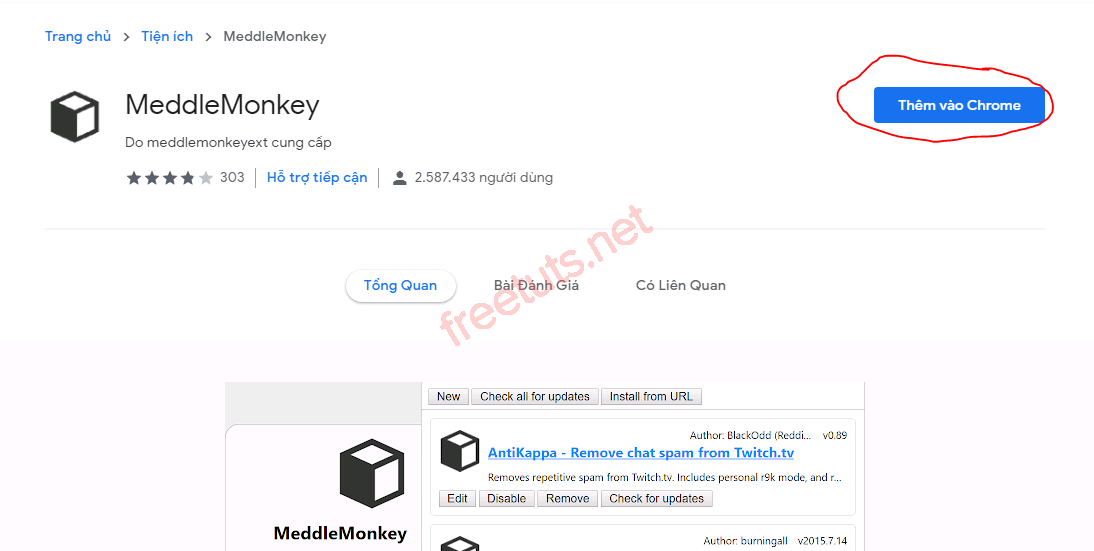 Trang chủ > Tiện ích > MeddleMonkey
MeddleMonkey
Thêm vào Chrome
Do meddlemonkeyext cung cấp
303 Hỗ trợ tiếp cận 2.587.433 người dùng
freetuts.net
Tổng Quan Bài Đánh Giá Có Liên Quan
New Check all for updates Install from URL
Author: BlackOdd (Reddi... v0.89
AntiKappa - Remove chat spam from Twitch.tv
Removes repetitive spam from Twitch.tv. Includes personal r9k mode, and r...
Edit Disable Remove Check for updates
MeddleMonkey
Author: burningall v2015.7.14